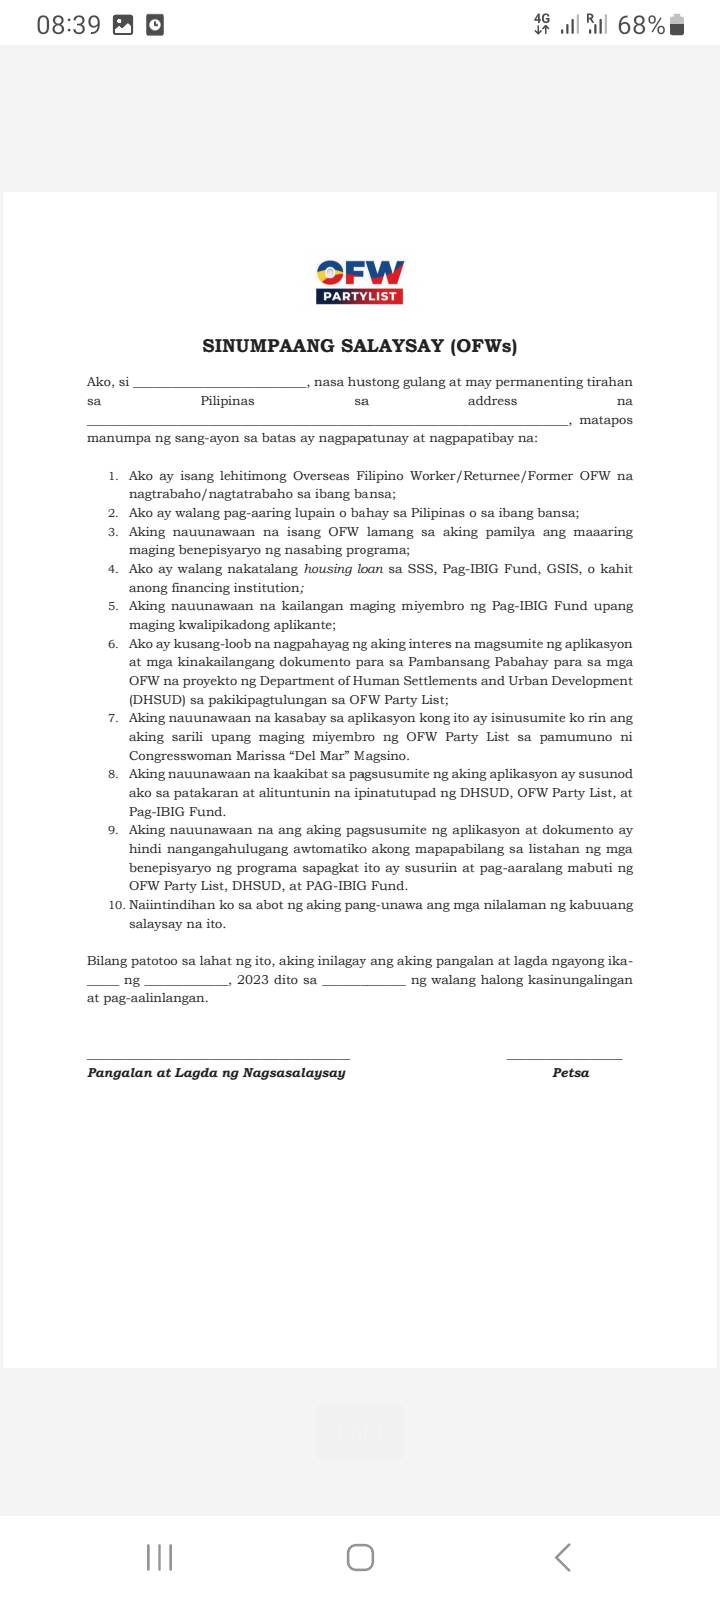 08:39
4G R 68%
OFW
PARTYLIST
SINUMPAANG SALAYSAY (OFWs)
Ako, si _________________________, nasa hustong gulang at may permanenting tirahan
sa Pilipinas sa address na
______________________________________________________________________, matapos
manumpa ng sang-ayon sa batas ay nagpapatunay at nagpapatibay na:
1. Ako ay isang lehitimong Overseas Filipino Worker/Returnee/Former OFW na
nagtrabaho/nagtatrabaho sa ibang bansa;
2. Ako ay walang pag-aaring lupain o bahay sa Pilipinas o sa ibang bansa;
3. Aking nauunawaan na isang OFW lamang sa aking pamilya ang maaaring
maging benepisyaryo ng nasabing programa;
4. Ako ay walang nakatalang housing loan sa SSS, Pag-IBIG Fund, GSIS, o kahit
anong financing institution;
5. Aking nauunawaan na kailangan maging miyembro ng Pag-IBIG Fund upang
maging kwalipikadong aplikante;
6. Ako ay kusang-loob na nagpahayag ng aking interes na magsumite ng aplikasyon
at mga kinakailangang dokumento para sa Pambansang Pabahay para sa mga
OFW na proyekto ng Department of Human Settlements and Urban Development
(DHSUD) sa pakikipagtulungan sa OFW Party List;
7. Aking nauunawaan na kasabay sa aplikasyon kong ito ay isinusumite ko rin ang
aking sarili upang maging miyembro ng OFW Party List sa pamumuno ni
Congresswoman Marissa “Del Mar” Magsino.
8. Aking nauunawaan na kaakibat sa pagsusumite ng aking aplikasyon ay susunod
ako sa patakaran at alituntunin na ipinatutupad ng DHSUD, OFW Party List, at
Pag-IBIG Fund.
9. Aking nauunawaan na ang aking pagsusumite ng aplikasyon at dokumento ay
hindi nangangahulugang awtomatiko akong mapapabilang sa listahan ng mga
benepisyaryo ng programa sapagkat ito ay susuriin at pag-aaralang mabuti ng
OFW Party List, DHSUD, at PAG-IBIG Fund.
10. Naiintindihan ko sa abot ng aking pang-unawa ang mga nilalaman ng kabuuang
salaysay na ito.
Bilang patotoo sa lahat ng ito, aking inilagay ang aking pangalan at lagda ngayong ika-
_____ ng ____________, 2023 dito sa ____________ ng walang halong kasinungalingan
at pag-aalinlangan.
Pangalan at Lagda ng Nagsasalaysay Petsa